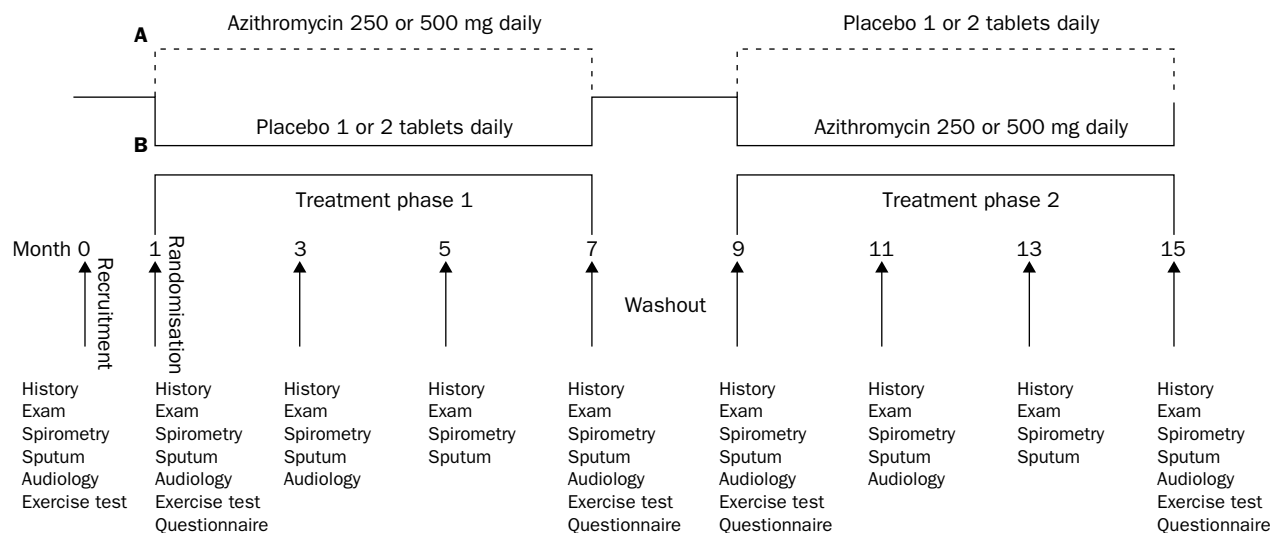 Azithromycin 250 or 500 mg daily
Placebo 1 or 2 tablets daily
A
Placebo 1 or 2 tablets daily
Azithromycin 250 or 500 mg daily
B
Treatment phase 1
Treatment phase 2
Month 0
1
3
5
7
9
11
13
15
Recruitment
Randomisation
Washout
History
Exam
Spirometry
Sputum
Audiology
Exercise test
History
Exam
Spirometry
Sputum
Audiology
Exercise test
Questionnaire
History
Exam
Spirometry
Sputum
Audiology
History
Exam
Spirometry
Sputum
History
Exam
Spirometry
Sputum
Audiology
Exercise test
Questionnaire
History
Exam
Spirometry
Sputum
Audiology
Exercise test
Questionnaire
History
Exam
Spirometry
Sputum
Audiology
History
Exam
Spirometry
Sputum
History
Exam
Spirometry
Sputum
Audiology
Exercise test
Questionnaire